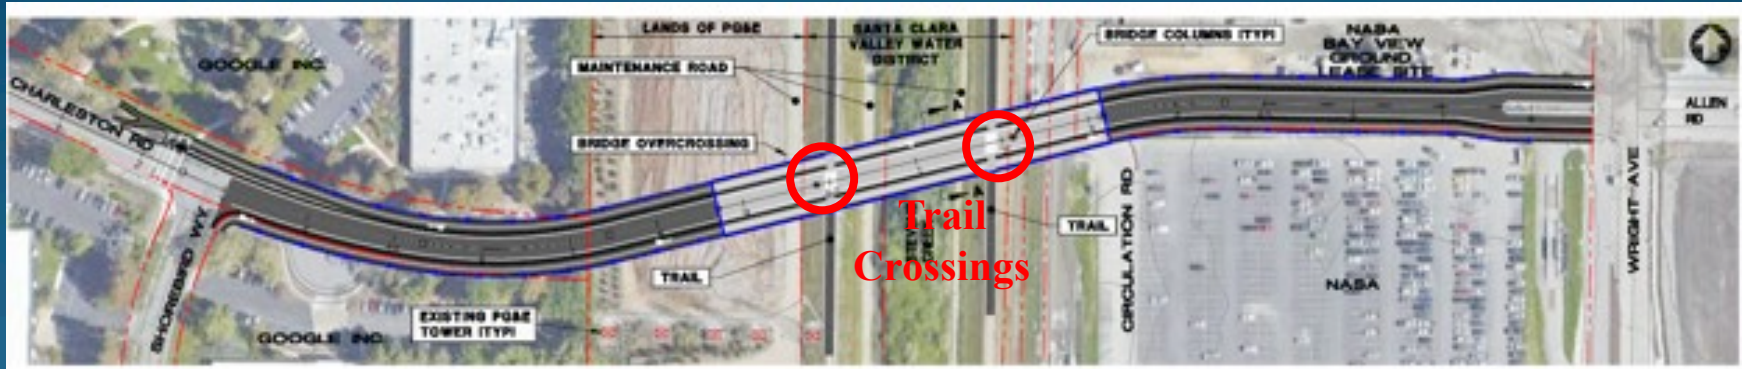 LANDS OF PG&E
SANTA CLARA
VALLEY WATER
DISTRICT
BRIDGE COLUMNS (TYP)
NASA
BAY VIEW
GROUND
LEASE SITE
GOOGLE INC.
MAINTENANCE ROAD
CHARLESTON RD
A
ALLEN
RD
BRIDGE OVERCROSSING
A
Trail
Crossings
TRAIL
CIRCULATION RD
WRIGHT AVE
SHOREBIRD WY
TRAIL
NASA
EXISTING PG&E
TOWER (TYP)
GOOGLE INC.